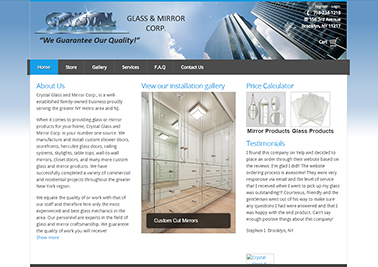 Register Login
CRYSTAL
GLASS & MIRROR
CORP.
"We Guarantee Our Quality!"
718-234-1218
Brooklyn, NY 11217
Cart
Home Store Gallery Services F.A.Q Contact Us
About Us
Crystal Glass and Mirror Corp., is a well-
established family-owned business proudly
serving the greater NY metro area and NJ.
When it comes to providing glass or mirror
products for your home, Crystal Glass and
Mirror Corp. is your number one source. We
manufacture and install custom shower doors,
storefronts, herculite glass doors, railing
systems, skylights, table tops, wall-to-wall
mirrors, closet doors, and many more custom
glass and mirror products. We have
successfully completed a variety of commercial
and residential projects throughout the greater
New York region.
We equate the quality of or work with that of
our staff and therefore hire only the most
experienced and best glass mechanics in the
area. Our personnel are experts in the field of
glass and mirror craftsmanship. We guarantee
the quality of work you will receive!
Show more
View our installation gallery
Custom Cut Mirrors
Price Calculator
Mirror Products Glass Products
Testimonials
I found this company on Yelp and decided to
place an order through their website based on
the reviews. I'm glad I did!! The website
ordering process is awesome! They were very
responsive via email and the level of service
that I received when I went to pick up my glass
was outstanding!!! Courteous, friendly and the
gentleman went out of his way to make sure
any questions I had were answered and that I
was happy with the end product. Can't say
enough positive things about this company!
Stephen I. Brooklyn, NY
Crystal